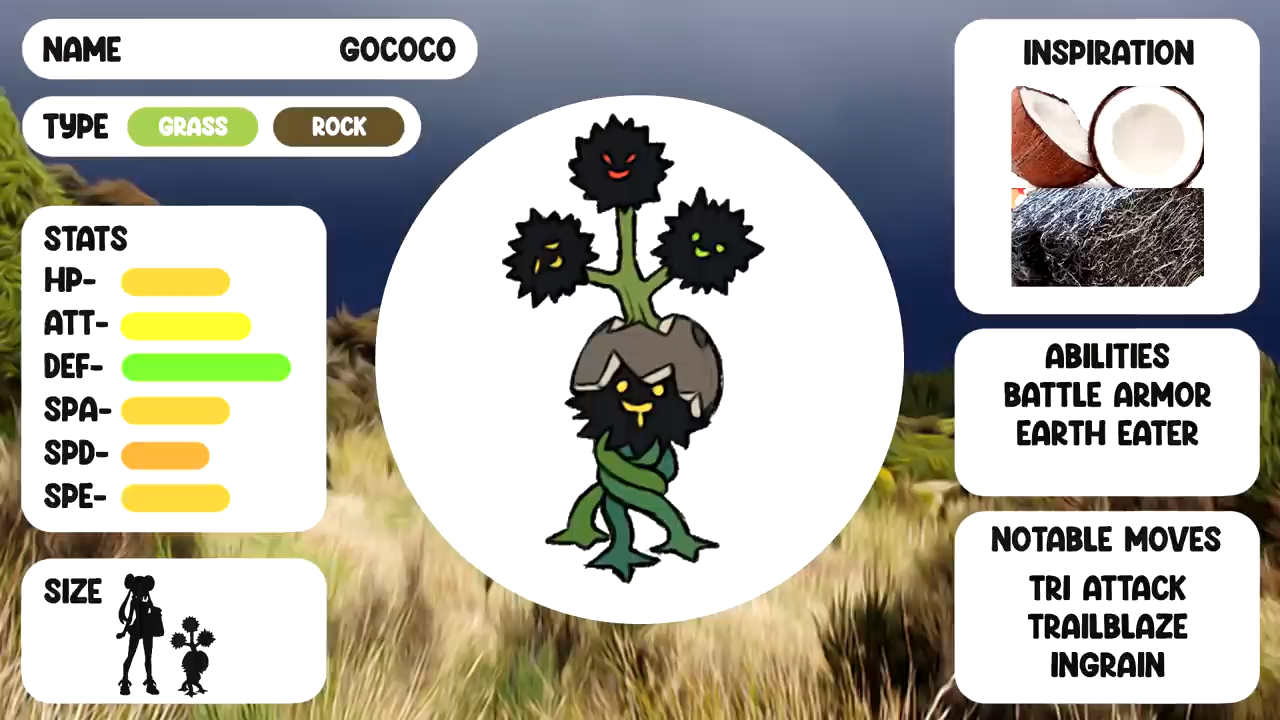 NAME GOCOCO
TYPE GRASS ROCK
STATS
HP-
ATT-
DEF-
SPA-
SPD-
SPE-
SIZE
INSPIRATION
ABILITIES
BATTLE ARMOR
EARTH EATER
NOTABLE MOVES
TRI ATTACK
TRAILBLAZE
INGRAIN